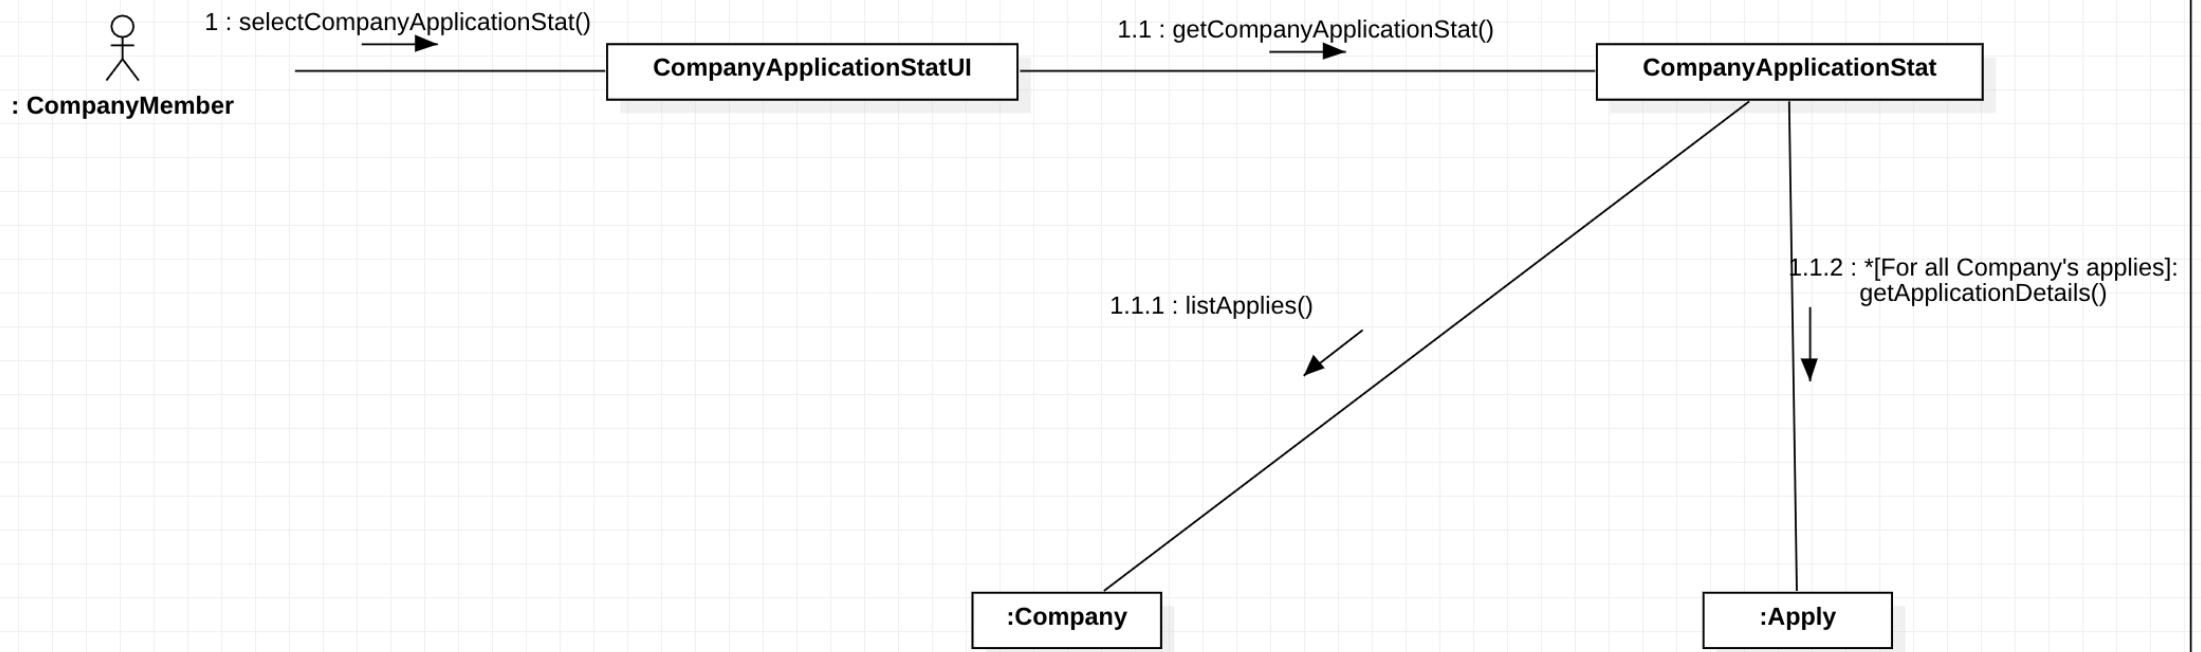 1 : selectCompanyApplicationStat()
1.1 : getCompanyApplicationStat()
CompanyApplicationStatUI
CompanyApplicationStat
: CompanyMember
1.1.2 : *[For all Company's applies]:
getApplicationDetails()
1.1.1 : listApplies()
:Company
:Apply